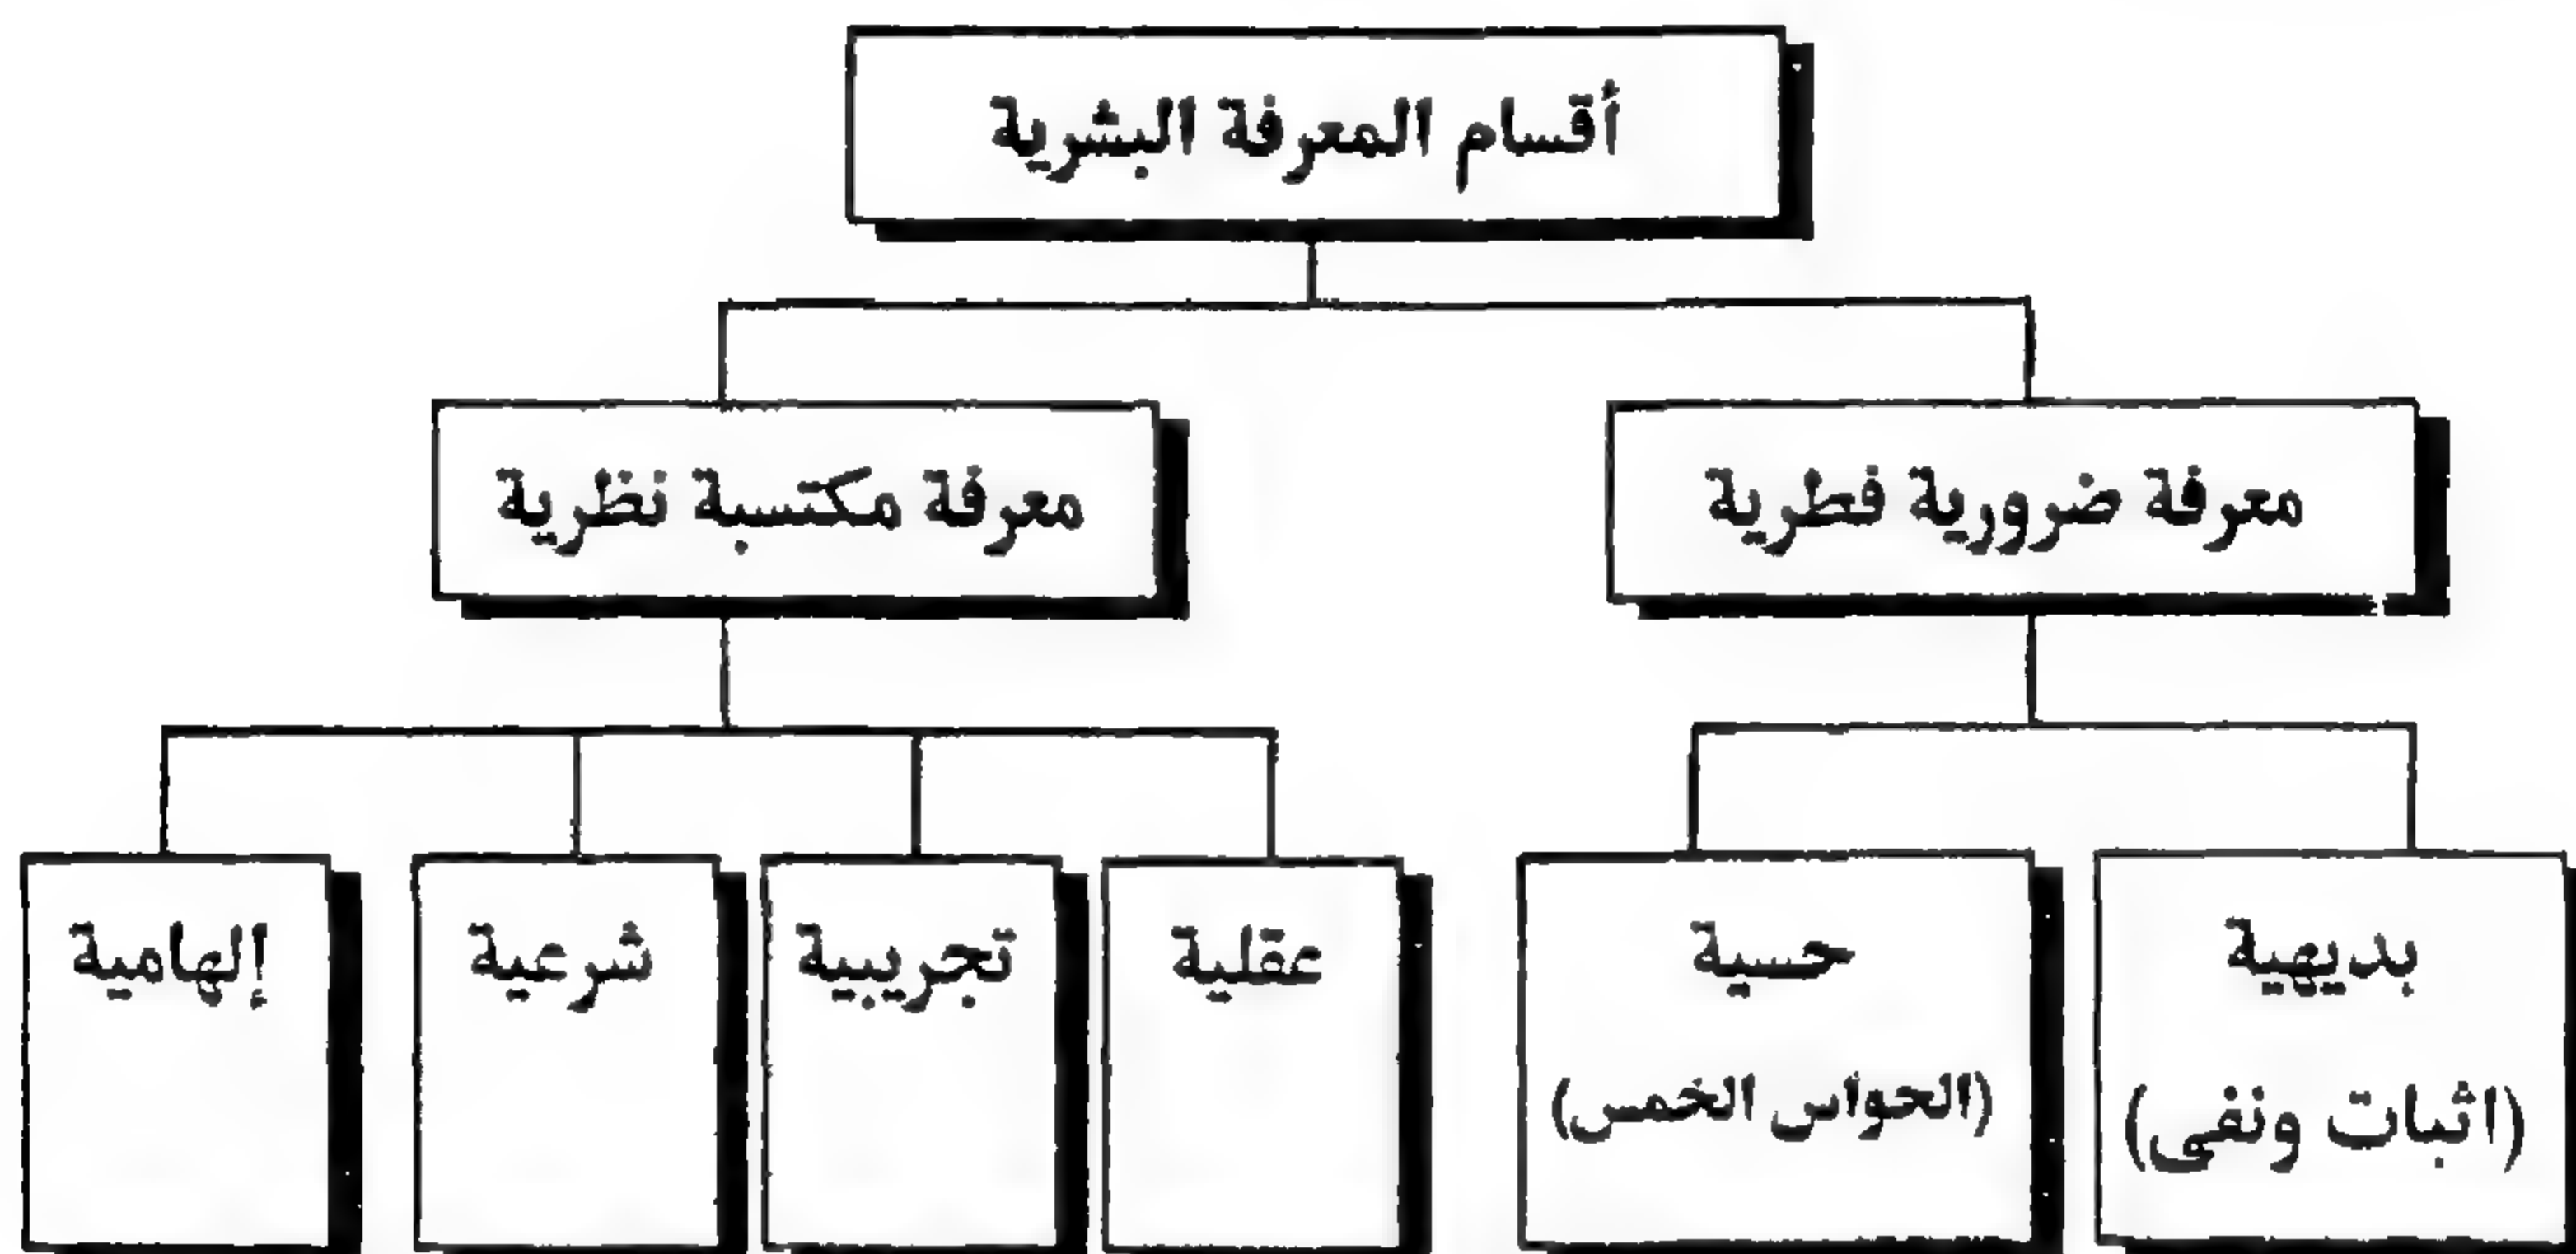 أقسام المعرفة البشرية
معرفة ضرورية فطرية
معرفة مكتسبة نظرية
بديهية
(اثبات ونفى)
حسية
(الحواس الخمس)
عقلية
تجريبية
شرعية
إلهامية